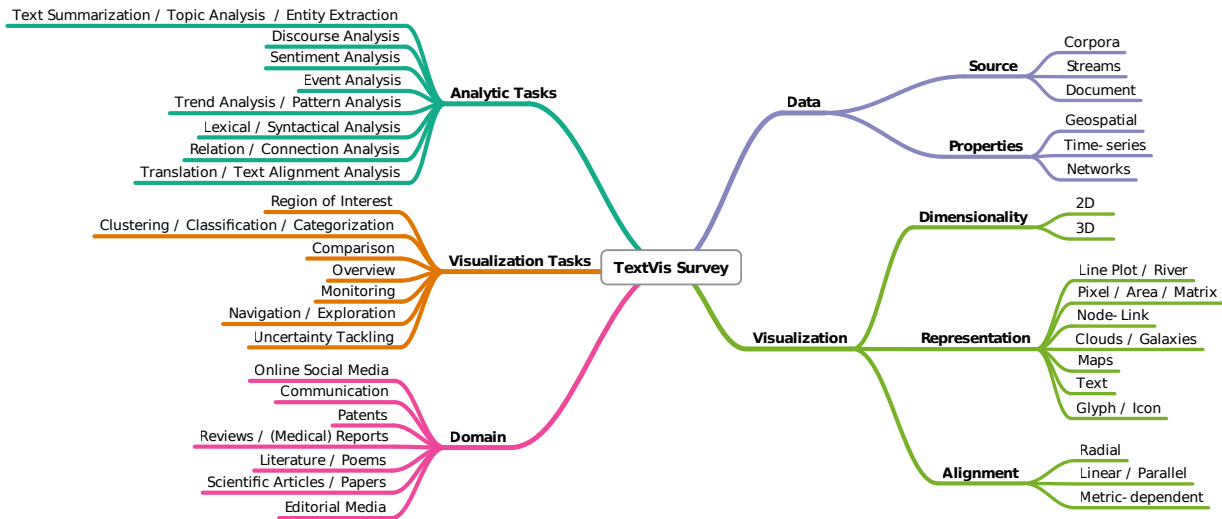 Text Summarization / Topic Analysis / Entity Extraction
Discourse Analysis
Sentiment Analysis
Event Analysis
Trend Analysis / Pattern Analysis
Lexical / Syntactical Analysis
Relation / Connection Analysis
Translation / Text Alignment Analysis
Analytic Tasks
Region of Interest
Clustering / Classification / Categorization
Comparison
Overview
Monitoring
Navigation / Exploration
Uncertainty Tackling
Visualization Tasks
Online Social Media
Communication
Patents
Reviews / (Medical) Reports
Literature / Poems
Scientific Articles / Papers
Editorial Media
Domain
TextVis Survey
Data
Source
Corpora
Streams
Document
Properties
Geospatial
Time-series
Networks
Visualization
Dimensionality
2D
3D
Representation
Line Plot / River
Pixel / Area / Matrix
Node-Link
Clouds / Galaxies
Maps
Text
Glyph / Icon
Alignment
Radial
Linear / Parallel
Metric-dependent